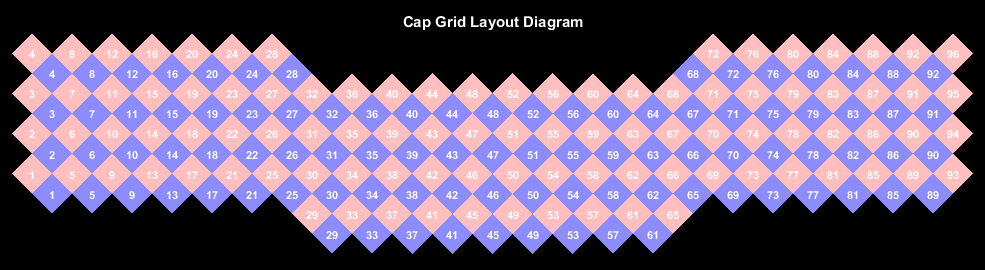 Cap Grid Layout Diagram
4 8 12 16 20 24 28 72 76 80 84 88 92 96
4 8 12 16 20 24 28 68 72 76 80 84 88 92
3 7 11 15 19 23 27 32 36 40 44 48 52 56 60 64 68 71 75 79 83 87 91 95
3 7 11 15 19 23 27 32 36 40 44 48 52 56 60 64 67 71 75 79 83 87 91
2 6 10 14 18 22 26 31 35 39 43 47 51 55 59 63 67 70 74 78 82 86 90 94
2 6 10 14 18 22 26 31 35 39 43 47 51 55 59 63 66 70 74 78 82 86 90
1 5 9 13 17 21 25 30 34 38 42 46 50 54 58 62 66 69 73 77 81 85 89 93
1 5 9 13 17 21 25 30 34 38 42 46 50 54 58 62 65 69 73 77 81 85 89
29 33 37 41 45 49 53 57 61 65
29 33 37 41 45 49 53 57 61